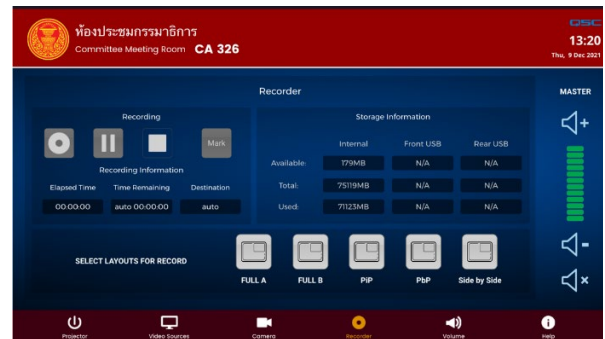 ห้องประชุมกรรมาธิการ
Committee Meeting Room CA 326
QSC
13:20
Thu, 9 Dec 2021
Recorder
MASTER
Recording
Mark
Recording Information
Elapsed Time Time Remaining Destination
00:00:00 auto 00:00:00 auto
Storage Information
Internal Front USB Rear USB
Available: 179MB N/A N/A
Total: 75119MB N/A N/A
Used: 71123MB N/A N/A
SELECT LAYOUTS FOR RECORD
FULL A FULL B PiP PbP Side by Side
Projector Video Sources Camera Recorder Volume Help